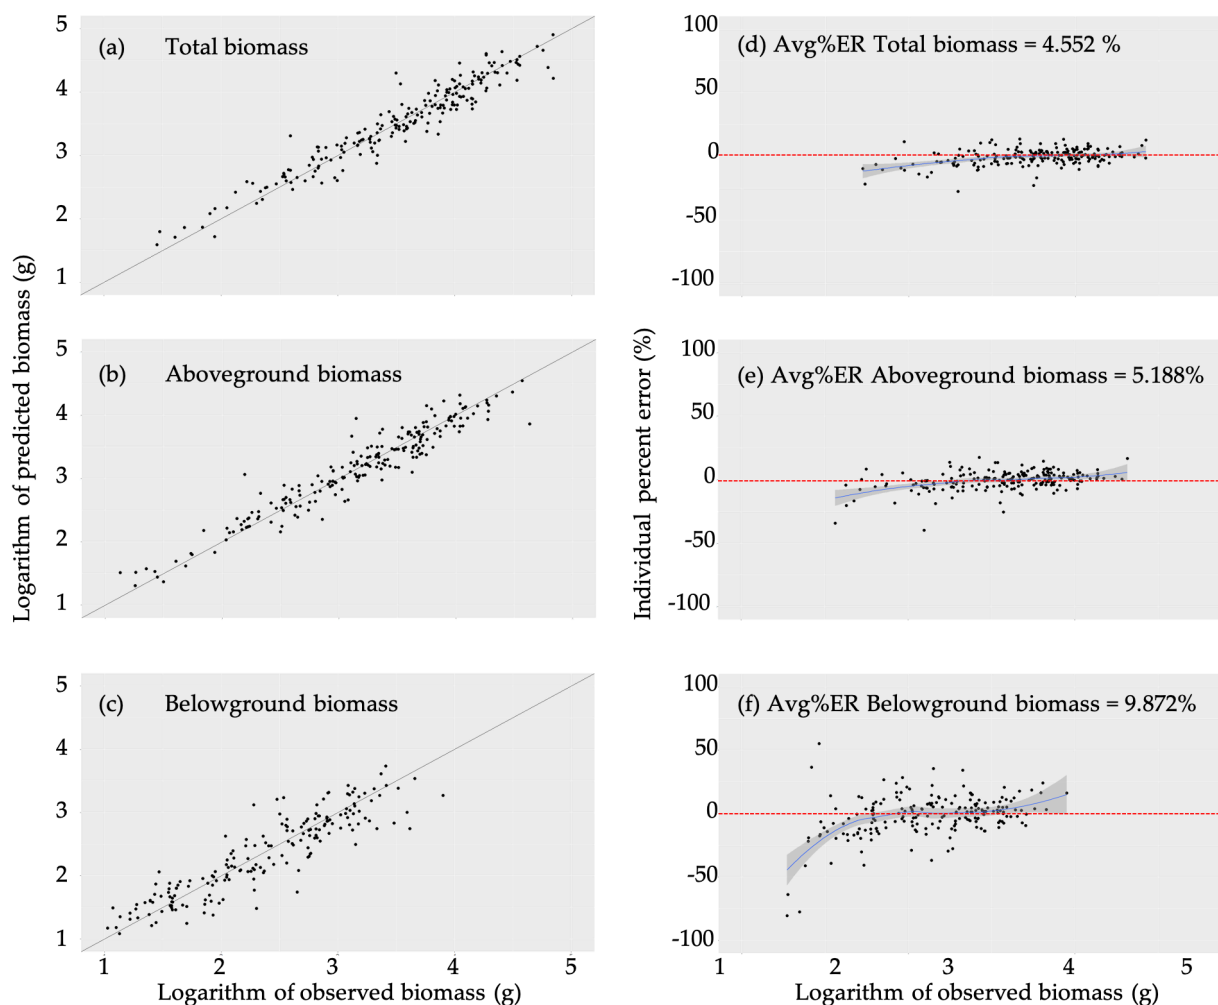 5
(a) Total biomass
4
3
2
1
5
(b) Aboveground biomass
4
3
2
1
5
(c) Belowground biomass
4
3
2
1
1 2 3 4 5
Logarithm of observed biomass (g)
Logarithm of predicted biomass (g)
100
(d) Avg%ER Total biomass = 4.552 %
50
0
-50
-100
100
(e) Avg%ER Aboveground biomass = 5.188%
50
0
-50
-100
100
(f) Avg%ER Belowground biomass = 9.872%
50
0
-50
-100
1 2 3 4 5
Logarithm of observed biomass (g)
Individual percent error (%)